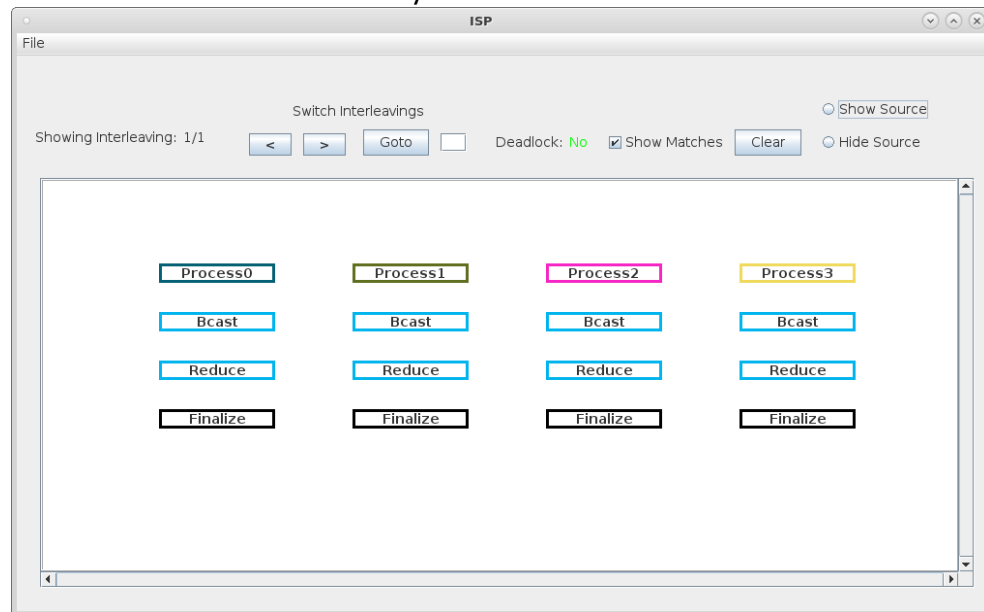 ISP
File
Switch Interleavings
Show Source
Showing Interleaving: 1/1
< > Goto
Deadlock: No
Show Matches
Clear
Hide Source
Process0 Process1 Process2 Process3
Bcast Bcast Bcast Bcast
Reduce Reduce Reduce Reduce
Finalize Finalize Finalize Finalize